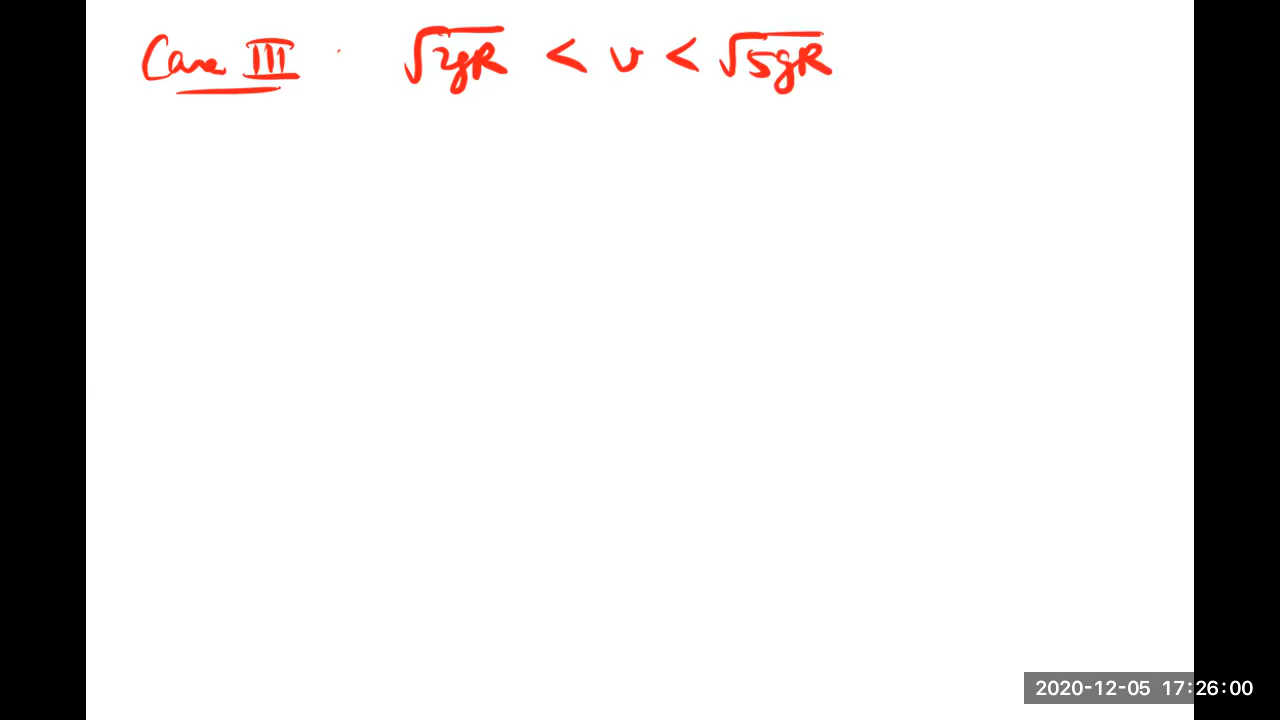 Case III √2gR < v < √5gR
2020-12-05 17:26:00